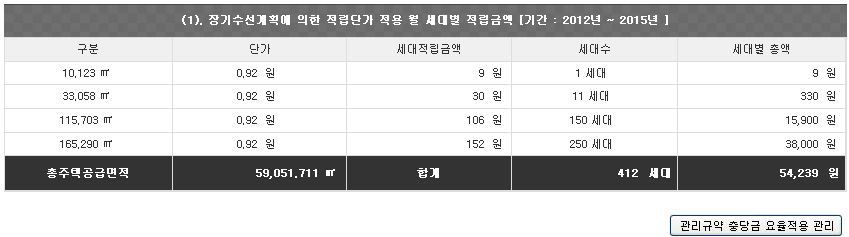 (1). 장기수선계획에 의한 적립단가 적용 월 세대별 적립금액 [기간 : 2012년 ~ 2015년 ]
구분 단가 세대적립금액 세대수 세대별 총액
10,123 ㎡ 0.92 원 9 원 1 세대 9 원
33,058 ㎡ 0.92 원 30 원 11 세대 330 원
115,703 ㎡ 0.92 원 106 원 150 세대 15,900 원
165,290 ㎡ 0.92 원 152 원 250 세대 38,000 원
총주택공급면적 59,051.711 ㎡ 합계 412 세대 54,239 원
관리규약 충당금 요율적용 관리